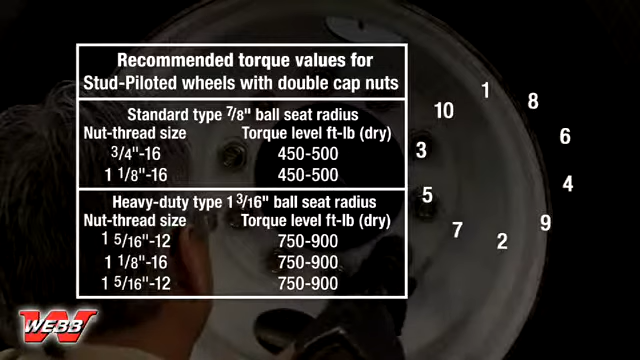 Recommended torque values for
Stud-Piloted wheels with double cap nuts
Standard type 7/8" ball seat radius
Nut-thread size Torque level ft-lb (dry)
3/4"-16 450-500
1 1/8"-16 450-500
Heavy-duty type 1 3/16" ball seat radius
Nut-thread size Torque level ft-lb (dry)
1 5/16"-12 750-900
1 1/8"-16 750-900
1 5/16"-12 750-900
1
8
10
6
3
4
5
9
7
2
WEBB